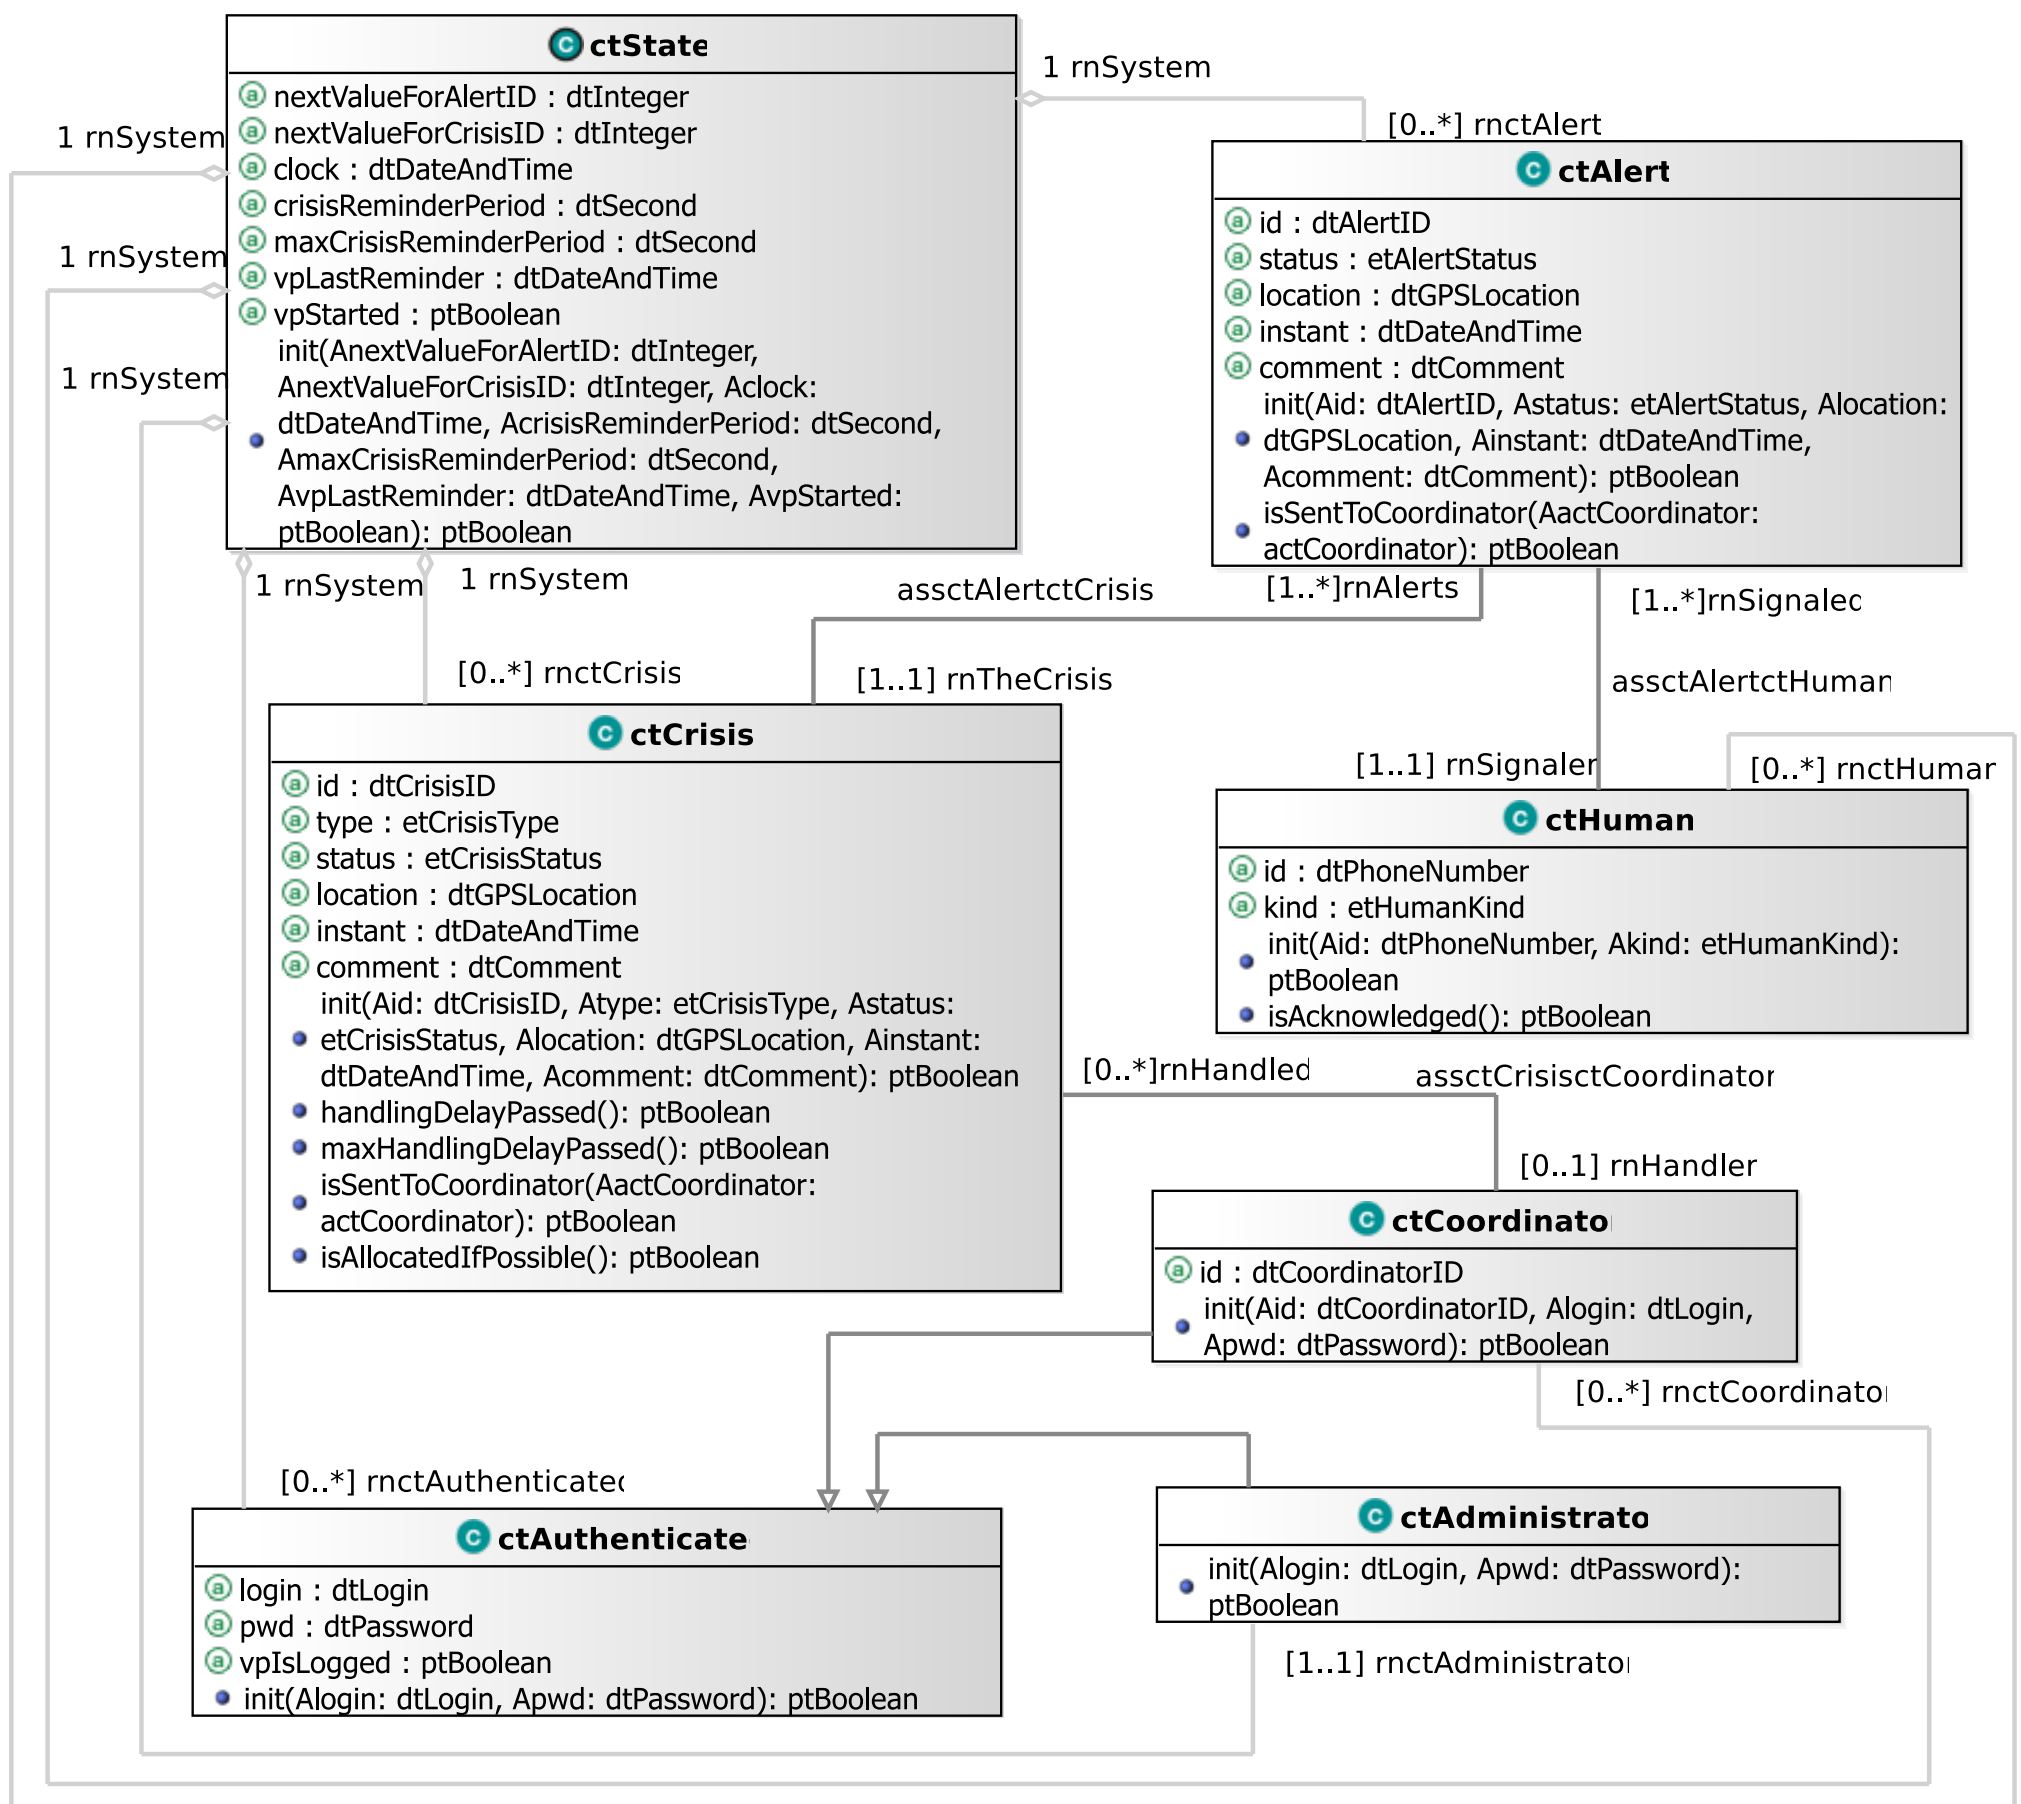 ctState
nextValueForAlertID : dtInteger
nextValueForCrisisID : dtInteger
clock : dtDateAndTime
crisisReminderPeriod : dtSecond
maxCrisisReminderPeriod : dtSecond
vpLastReminder : dtDateAndTime
vpStarted : ptBoolean
init(AnextValueForAlertID: dtInteger,
AnextValueForCrisisID: dtInteger, Aclock:
dtDateAndTime, AcrisisReminderPeriod: dtSecond,
AmaxCrisisReminderPeriod: dtSecond,
AvpLastReminder: dtDateAndTime, AvpStarted:
ptBoolean): ptBoolean
1 rnSystem
1 rnSystem
1 rnSystem
1 rnSystem
1 rnSystem
1 rnSystem
[0..*] rnctAlert
ctAlert
id : dtAlertID
status : etAlertStatus
location : dtGPSLocation
instant : dtDateAndTime
comment : dtComment
init(Aid: dtAlertID, Astatus: etAlertStatus, Alocation:
dtGPSLocation, Ainstant: dtDateAndTime,
Acomment: dtComment): ptBoolean
isSentToCoordinator(AactCoordinator:
actCoordinator): ptBoolean
assctAlertctCrisis
[1..*]rnAlerts
[1..*]rnSignaled
[0..*] rnctCrisis
[1..1] rnTheCrisis
assctAlertctHuman
[1..1] rnSignaler
[0..*] rnctHuman
ctCrisis
id : dtCrisisID
type : etCrisisType
status : etCrisisStatus
location : dtGPSLocation
instant : dtDateAndTime
comment : dtComment
init(Aid: dtCrisisID, Atype: etCrisisType, Astatus:
etCrisisStatus, Alocation: dtGPSLocation, Ainstant:
dtDateAndTime, Acomment: dtComment): ptBoolean
handlingDelayPassed(): ptBoolean
maxHandlingDelayPassed(): ptBoolean
isSentToCoordinator(AactCoordinator:
actCoordinator): ptBoolean
isAllocatedIfPossible(): ptBoolean
ctHuman
id : dtPhoneNumber
kind : etHumanKind
init(Aid: dtPhoneNumber, Akind: etHumanKind):
ptBoolean
isAcknowledged(): ptBoolean
[0..*]rnHandled
assctCrisisctCoordinator
[0..1] rnHandler
ctCoordinato
id : dtCoordinatorID
init(Aid: dtCoordinatorID, Alogin: dtLogin,
Apwd: dtPassword): ptBoolean
[0..*] rnctCoordinator
[0..*] rnctAuthenticated
ctAuthenticate
login : dtLogin
pwd : dtPassword
vpIsLogged : ptBoolean
init(Alogin: dtLogin, Apwd: dtPassword): ptBoolean
ctAdministrato
init(Alogin: dtLogin, Apwd: dtPassword):
ptBoolean
[1..1] rnctAdministrator